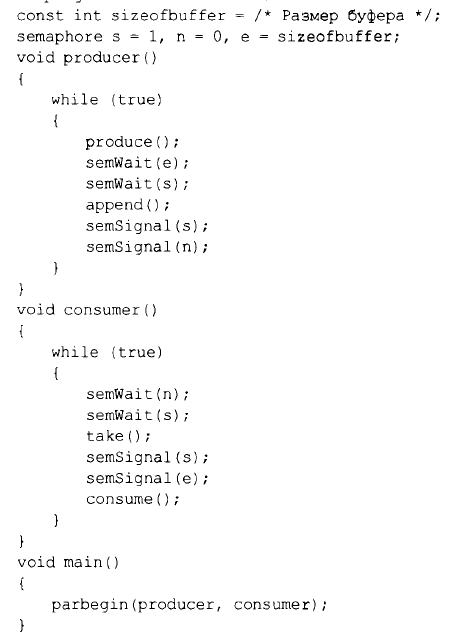 const int sizeofbuffer = /* Размер буфера */;
semaphore s = 1, n = 0, e = sizeofbuffer;
void producer()
{
    while (true)
    {
        produce();
        semWait(e);
        semWait(s);
        append();
        semSignal(s);
        semSignal(n);
    }
}
void consumer()
{
    while (true)
    {
        semWait(n);
        semWait(s);
        take();
        semSignal(s);
        semSignal(e);
        consume();
    }
}
void main()
{
    parbegin(producer, consumer);
}